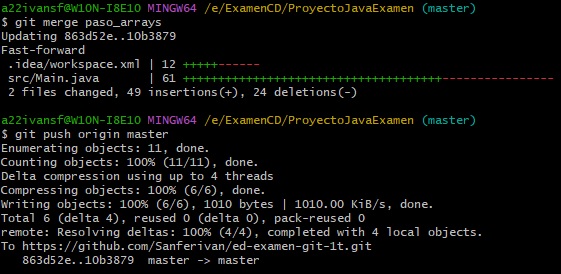 a22ivansf@W10N-I8E10 MINGW64 /e/ExamenCD/ProyectoJavaExamen (master)
$ git merge paso_arrays
Updating 863d52e..10b3879
Fast-forward
 .idea/workspace.xml | 12 +++++------
 src/Main.java       | 61 ++++++++++++++++++++++++++++++++++++++++---------------
 2 files changed, 49 insertions(+), 24 deletions(-)
a22ivansf@W10N-I8E10 MINGW64 /e/ExamenCD/ProyectoJavaExamen (master)
$ git push origin master
Enumerating objects: 11, done.
Counting objects: 100% (11/11), done.
Delta compression using up to 4 threads
Compressing objects: 100% (6/6), done.
Writing objects: 100% (6/6), 1010 bytes | 1010.00 KiB/s, done.
Total 6 (delta 4), reused 0 (delta 0), pack-reused 0
remote: Resolving deltas: 100% (4/4), completed with 4 local objects.
To https://github.com/Sanferivan/ed-examen-git-1t.git
   863d52e..10b3879  master -> master